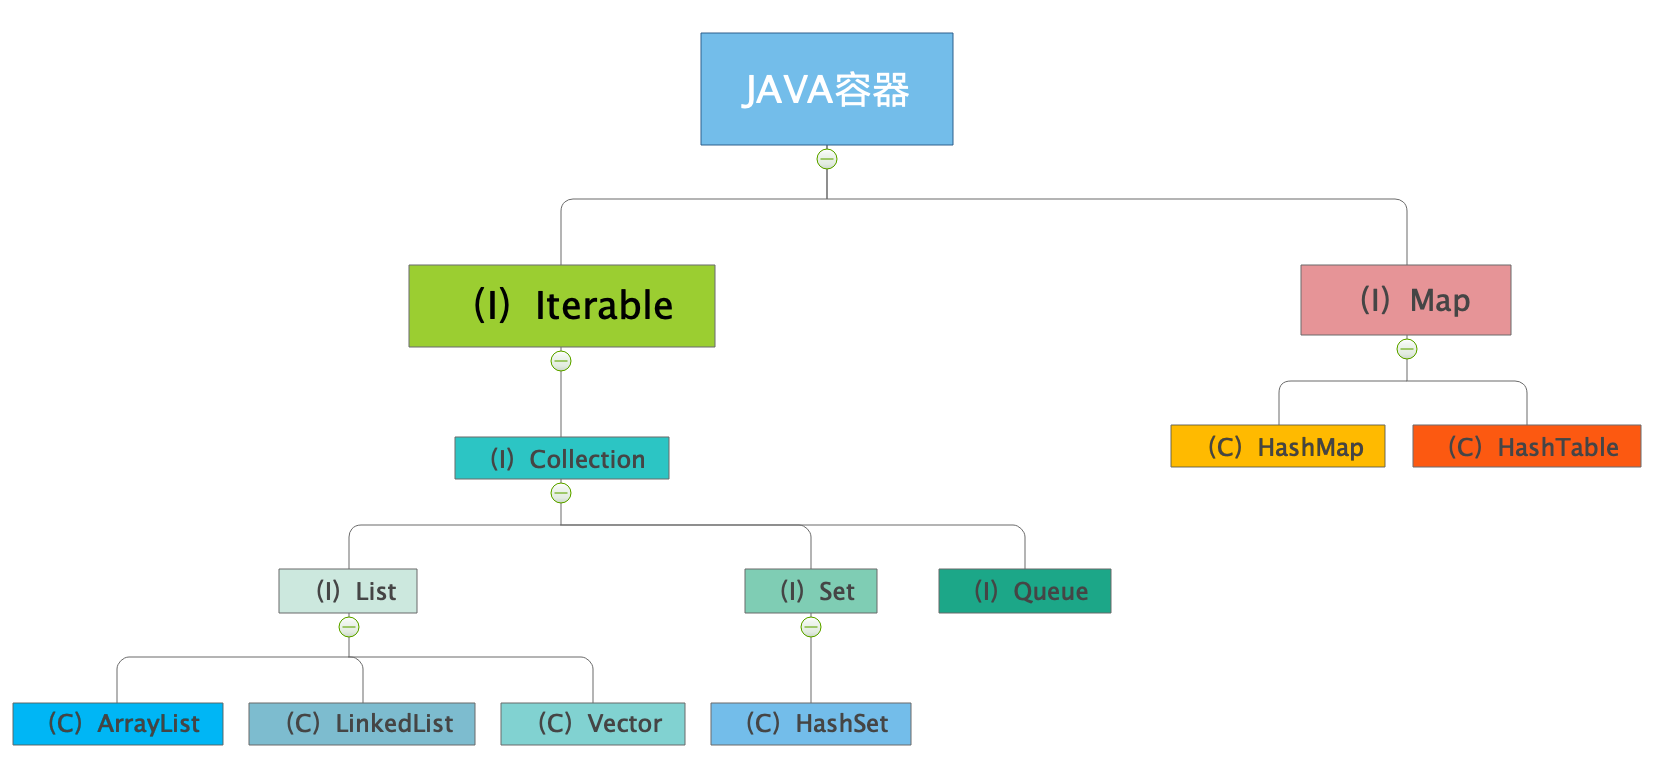 JAVA容器
(I) Iterable
(I) Map
(I) Collection
(C) HashMap
(C) HashTable
(I) List
(I) Set
(I) Queue
(C) ArrayList
(C) LinkedList
(C) Vector
(C) HashSet